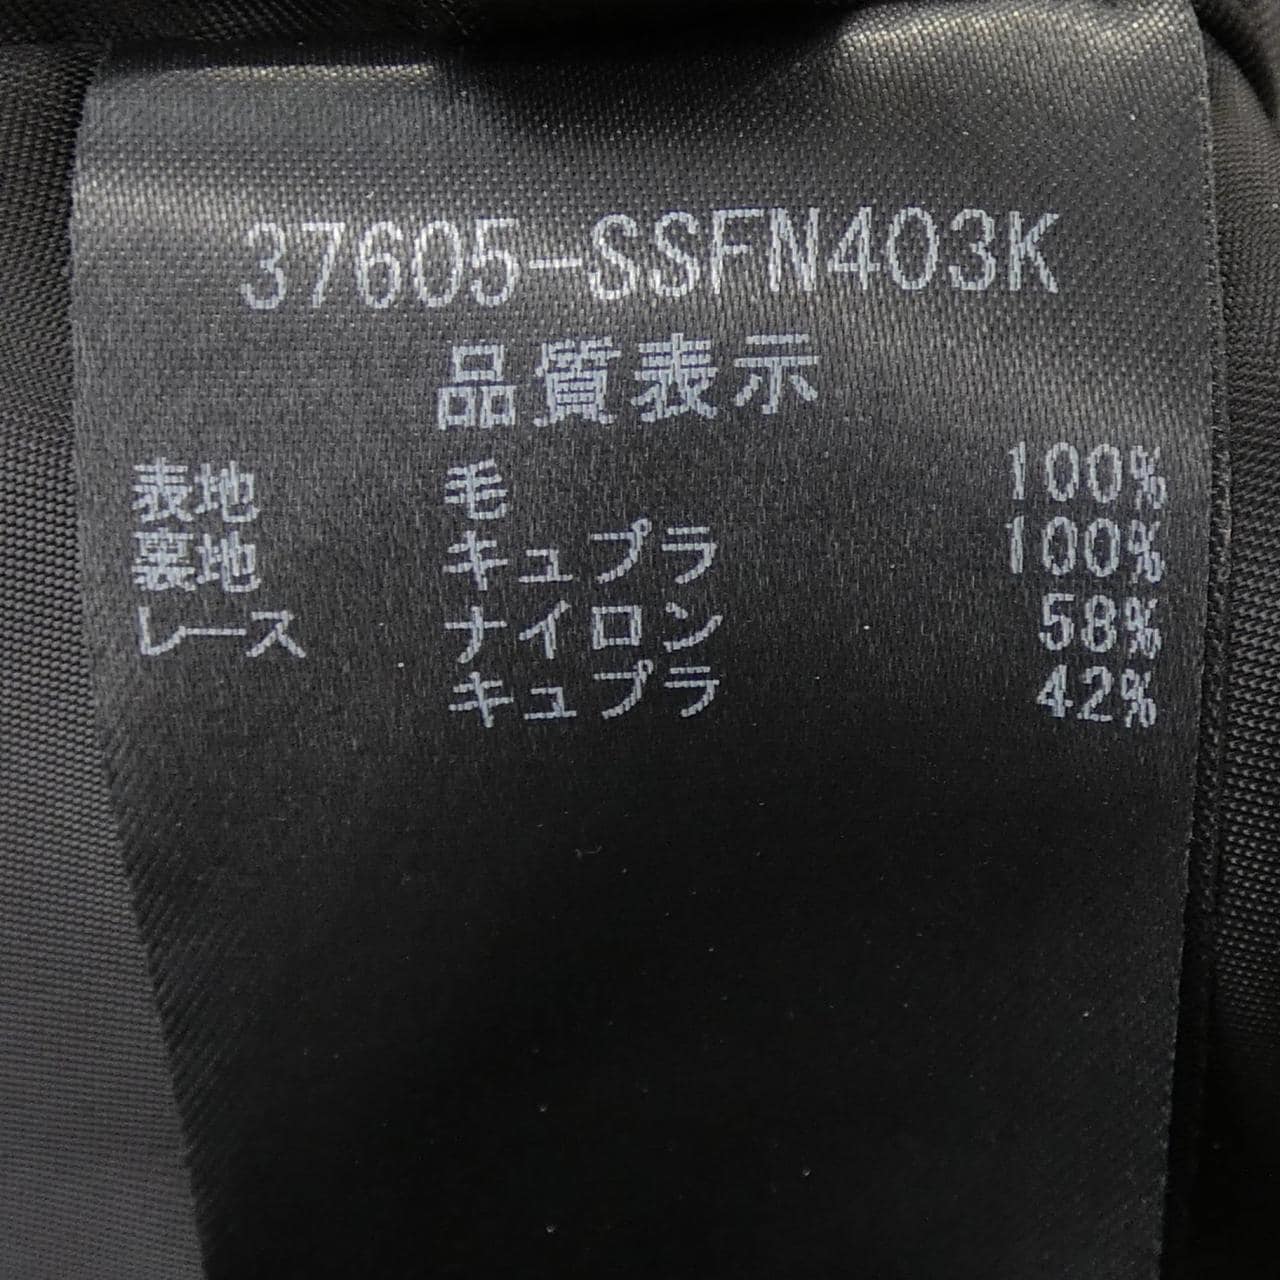 37605-SSFN403K
品質表示
表地 毛 100%
裏地 キュプラ 100%
レース ナイロン 58%
キュプラ 42%